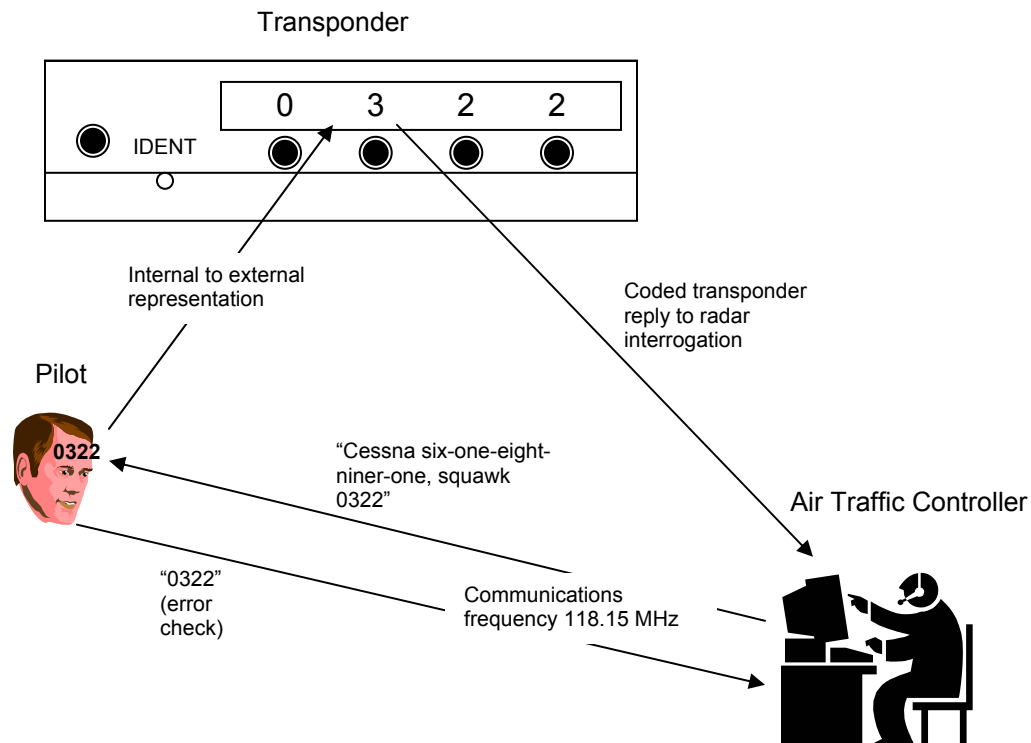 Transponder
0 3 2 2
IDENT
Internal to external
representation
Coded transponder
reply to radar
interrogation
Pilot
0322
“Cessna six-one-eight-
niner-one, squawk
0322”
Air Traffic Controller
“0322”
(error
check)
Communications
frequency 118.15 MHz